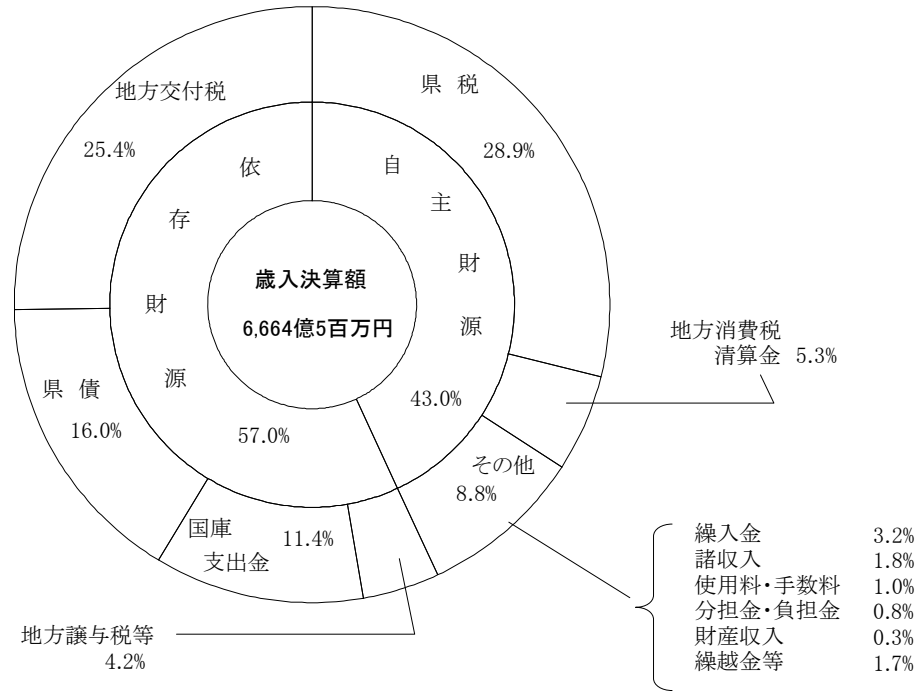 地方交付税
25.4%
県 税
28.9%
依
存
財
源
57.0%
自
主
財
源
43.0%
歳入決算額
6,664億5百万円
地方消費税
清算金 5.3%
県 債
16.0%
その他
8.8%
国庫
支出金
11.4%
地方譲与税等
4.2%
繰入金 3.2%
諸収入 1.8%
使用料・手数料 1.0%
分担金・負担金 0.8%
財産収入 0.3%
繰越金等 1.7%